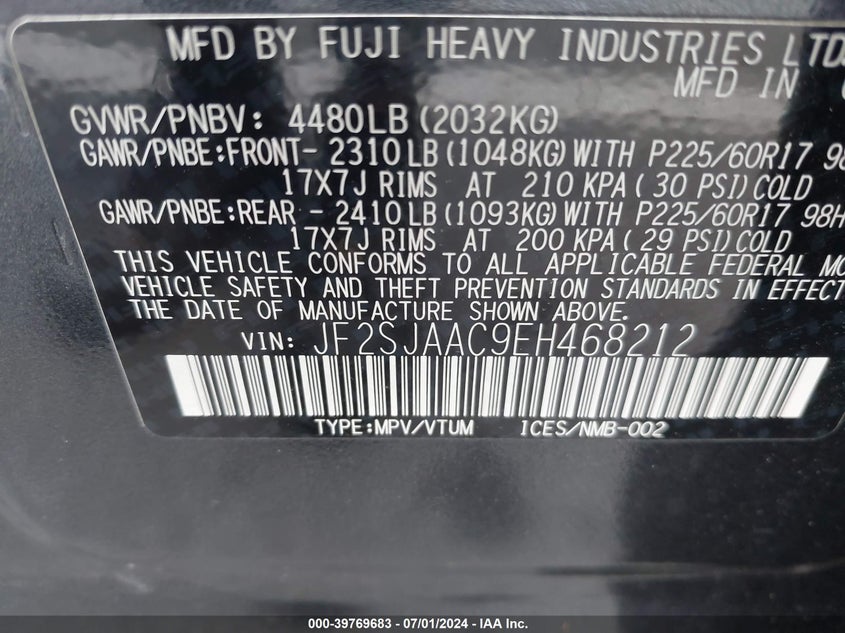 MFD BY FUJI HEAVY INDUSTRIES LTD.
MFD IN
GVWR/PNBV: 4480LB (2032KG)
GAWR/PNBE:FRONT- 2310LB (1048KG) WITH P225/60R17 98
17X7J RIMS AT 210 KPA (30 PSI) COLD
GAWR/PNBE:REAR - 2410LB (1093KG) WITH P225/60R17 98H
17X7J RIMS AT 200 KPA (29 PSI) COLD
THIS VEHICLE CONFORMS TO ALL APPLICABLE FEDERAL MO
VEHICLE SAFETY AND THEFT PREVENTION STANDARDS IN EFFECT
THE DATE OF MANUFACTURE SHOWN ABOVE.
VIN: JF2SJAAC9EH468212
TYPE:MPV/VTUM ICES/NMB-002
000-39769683 - 07/01/2024 - IAA Inc.